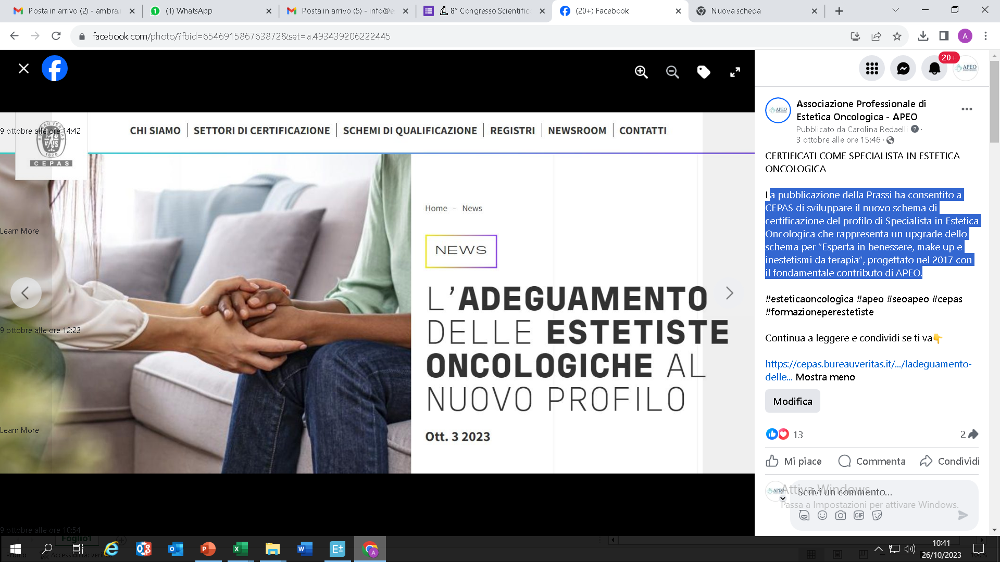 Posta in arrivo (2) - ambra.
(1) WhatsApp
Posta in arrivo (5) - info@e
8° Congresso Scientifico
(20+) Facebook
Nuova scheda
facebook.com/photo/?fbid=654691586763872&set=a.493439206222445
A
20+
APEO
CHI SIAMO
SETTORI DI CERTIFICAZIONE
SCHEMI DI QUALIFICAZIONE
REGISTRI
NEWSROOM
CONTATTI
9 ottobre alle ore 14:42
BUREAU VERITAS
1828
CEPAS
Home - News
NEWS
L'ADEGUAMENTO
DELLE ESTETISTE
ONCOLOGICHE AL
NUOVO PROFILO
Ott. 3 2023
Learn More
9 ottobre alle ore 12:23
Learn More
9 ottobre alle ore 10:54
APEO
Associazione Professionale di
Estetica Oncologica - APEO
Pubblicato da Carolina Redaelli ·
3 ottobre alle ore 15:46 ·
CERTIFICATI COME SPECIALISTA IN ESTETICA
ONCOLOGICA
La pubblicazione della Prassi ha consentito a
CEPAS di sviluppare il nuovo schema di
certificazione del profilo di Specialista in Estetica
Oncologica che rappresenta un upgrade dello
schema per “Esperta in benessere, make up e
inestetismi da terapia”, progettato nel 2017 con
il fondamentale contributo di APEO.
#esteticaoncologica #apeo #seoapeo #cepas
#formazioneperestetiste
Continua a leggere e condividi se ti va👇
https://cepas.bureauveritas.it/.../ladeguamento-
delle... Mostra meno
Modifica
13
2
Mi piace
Commenta
Condividi
APEO
Scrivi un commento...
GIF
Attiva Windows
Passa a Impostazioni per attivare Windows.
Foglio1
Pronto
Accessibilità: verifica
100%
10:41
26/10/2023